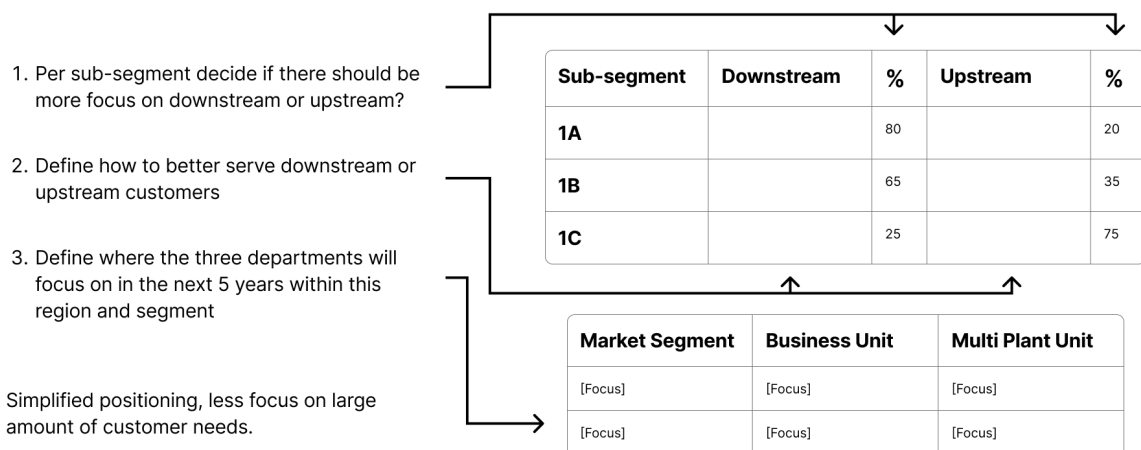 1. Per sub-segment decide if there should be
more focus on downstream or upstream?
2. Define how to better serve downstream or
upstream customers
3. Define where the three departments will
focus on in the next 5 years within this
region and segment
Simplified positioning, less focus on large
amount of customer needs.
Sub-segment Downstream % Upstream %
1A 80 20
1B 65 35
1C 25 75
Market Segment Business Unit Multi Plant Unit
[Focus] [Focus] [Focus]
[Focus] [Focus] [Focus]